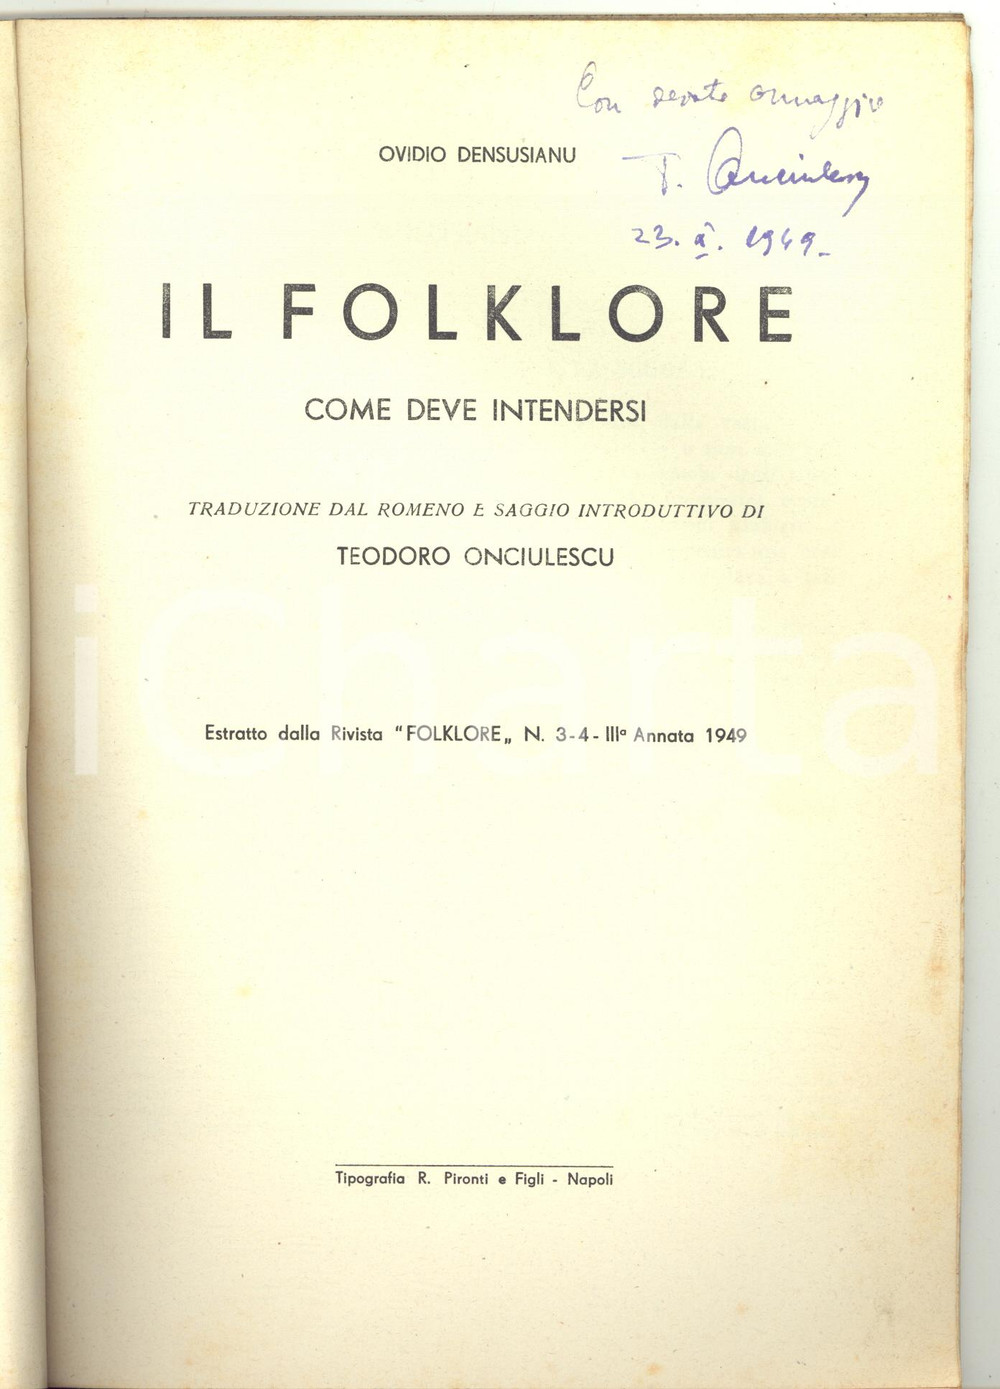 Con devoto omaggio
T. Onciulescu
23. X. 1949.
OVIDIO DENSUSIANU
IL FOLKLORE
COME DEVE INTENDERSI
TRADUZIONE DAL ROMENO E SAGGIO INTRODUTTIVO DI
TEODORO ONCIULESCU
iCharta
Estratto dalla Rivista "FOLKLORE„ N. 3-4 - IIIª Annata 1949
Tipografia R. Pironti e Figli - Napoli